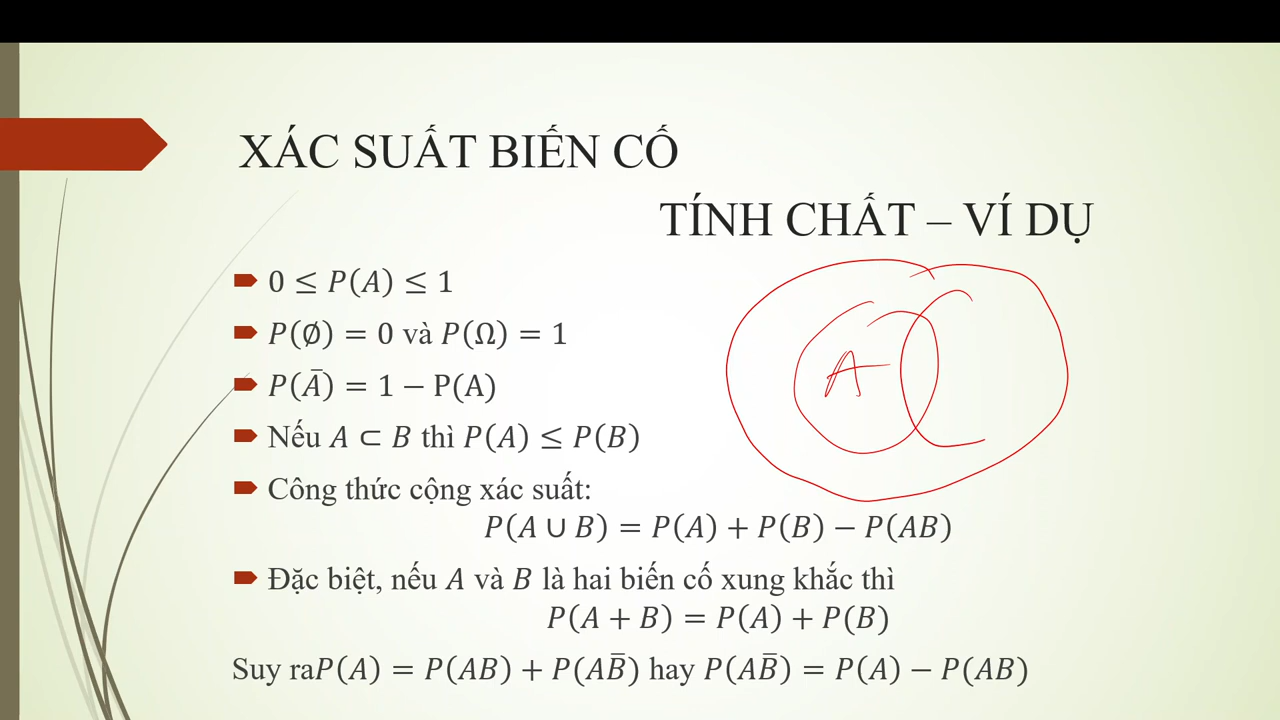 XÁC SUẤT BIẾN CỐ
TÍNH CHẤT – VÍ DỤ
0 ≤ P(A) ≤ 1
P(∅) = 0 và P(Ω) = 1
P(A̅) = 1 − P(A)
Nếu A ⊂ B thì P(A) ≤ P(B)
Công thức cộng xác suất:
P(A ∪ B) = P(A) + P(B) − P(AB)
Đặc biệt, nếu A và B là hai biến cố xung khắc thì
P(A + B) = P(A) + P(B)
Suy raP(A) = P(AB) + P(AB̅) hay P(AB̅) = P(A) − P(AB)
A